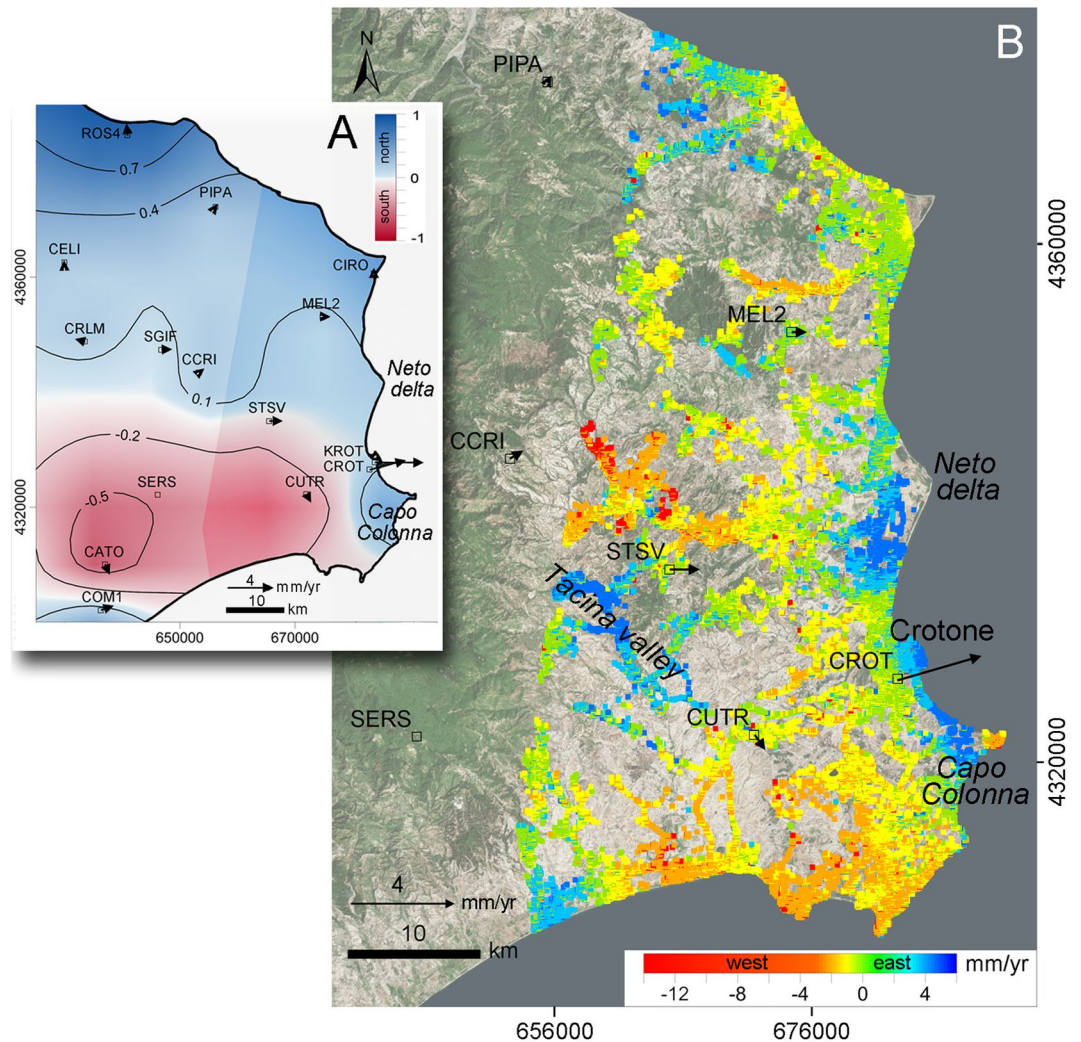 A
1
north
0
south
-1
ROS4
0.7
PIPA
0.4
CELI
CIRO
MEL2
CRLM
SGIF
CCRI
0.1
Neto
delta
STSV
-0.2
KROT
CROT
SERS
CUTR
-0.5
Capo
Colonna
CATO
COM1
4
mm/yr
10
km
4360000
4320000
650000
670000
B
N
PIPA
MEL2
CCRI
Neto
delta
STSV
Tacina valley
Crotone
CROT
SERS
CUTR
Capo
Colonna
4
mm/yr
10
km
west
east
mm/yr
-12
-8
-4
0
4
4360000
4320000
656000
676000